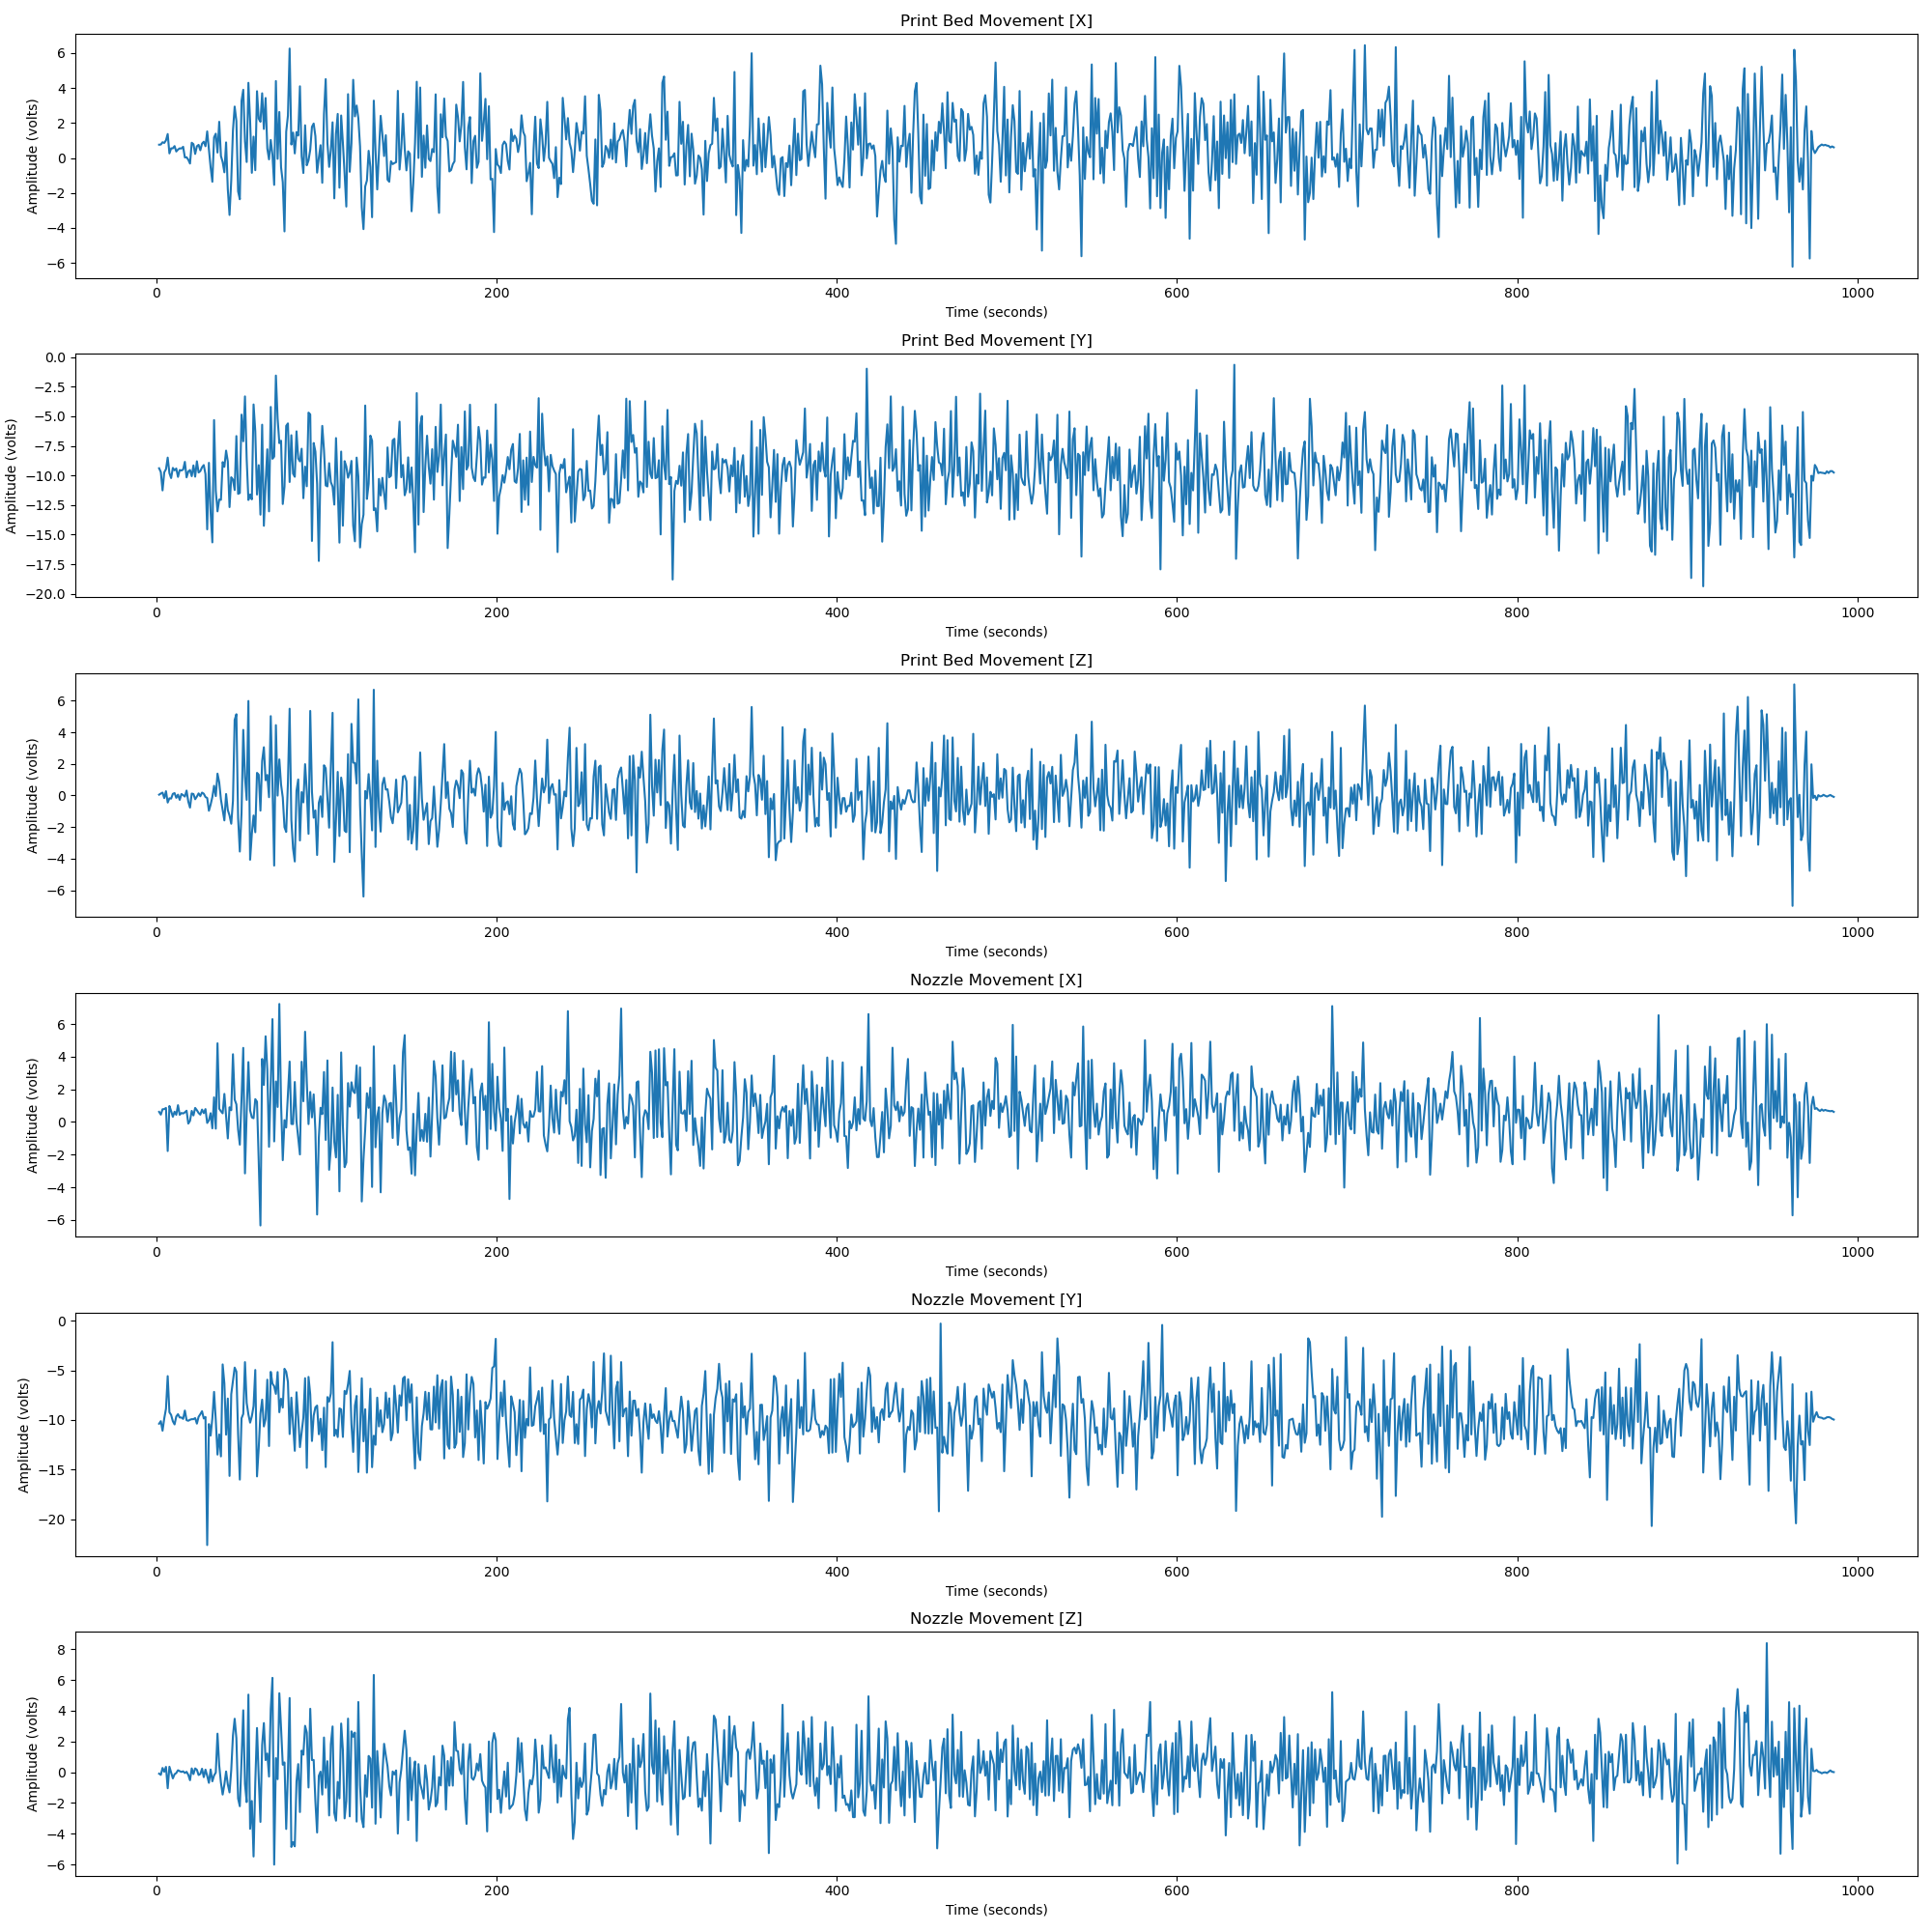 Print Bed Movement [X]
6
4
2
0
−2
−4
−6
Amplitude (volts)
0 200 400 600 800 1000
Time (seconds)
Print Bed Movement [Y]
0.0
−2.5
−5.0
−7.5
−10.0
−12.5
−15.0
−17.5
−20.0
Amplitude (volts)
0 200 400 600 800 1000
Time (seconds)
Print Bed Movement [Z]
6
4
2
0
−2
−4
−6
Amplitude (volts)
0 200 400 600 800 1000
Time (seconds)
Nozzle Movement [X]
6
4
2
0
−2
−4
−6
Amplitude (volts)
0 200 400 600 800 1000
Time (seconds)
Nozzle Movement [Y]
0
−5
−10
−15
−20
Amplitude (volts)
0 200 400 600 800 1000
Time (seconds)
Nozzle Movement [Z]
8
6
4
2
0
−2
−4
−6
Amplitude (volts)
0 200 400 600 800 1000
Time (seconds)